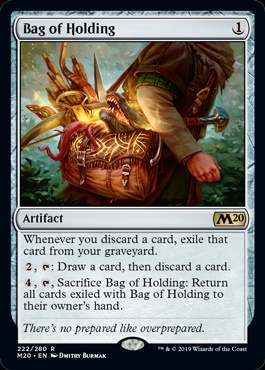 Bag of Holding 1
Artifact M20
Whenever you discard a card, exile that
card from your graveyard.
2, T: Draw a card, then discard a card.
4, T, Sacrifice Bag of Holding: Return
all cards exiled with Bag of Holding to
their owner's hand.
There's no prepared like overprepared.
222/280 R
M20 • EN Dmitry Burmak ™ & © 2019 Wizards of the Coast